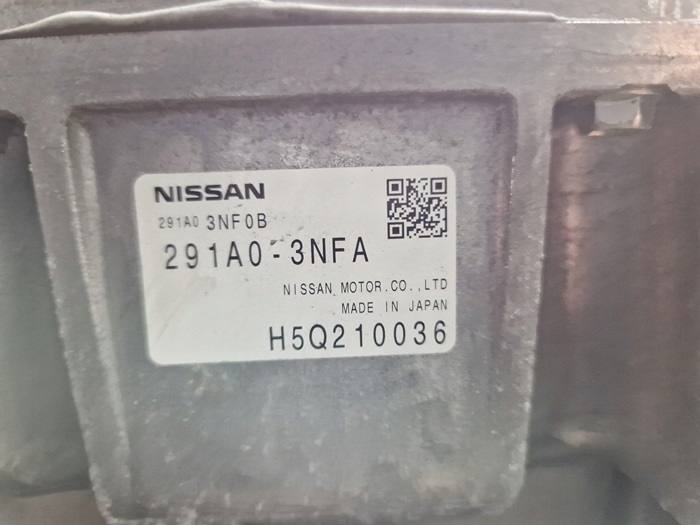 NISSAN
291A0 3NF0B
291A0-3NFA
NISSAN MOTOR.CO.,LTD
MADE IN JAPAN
H5Q210036